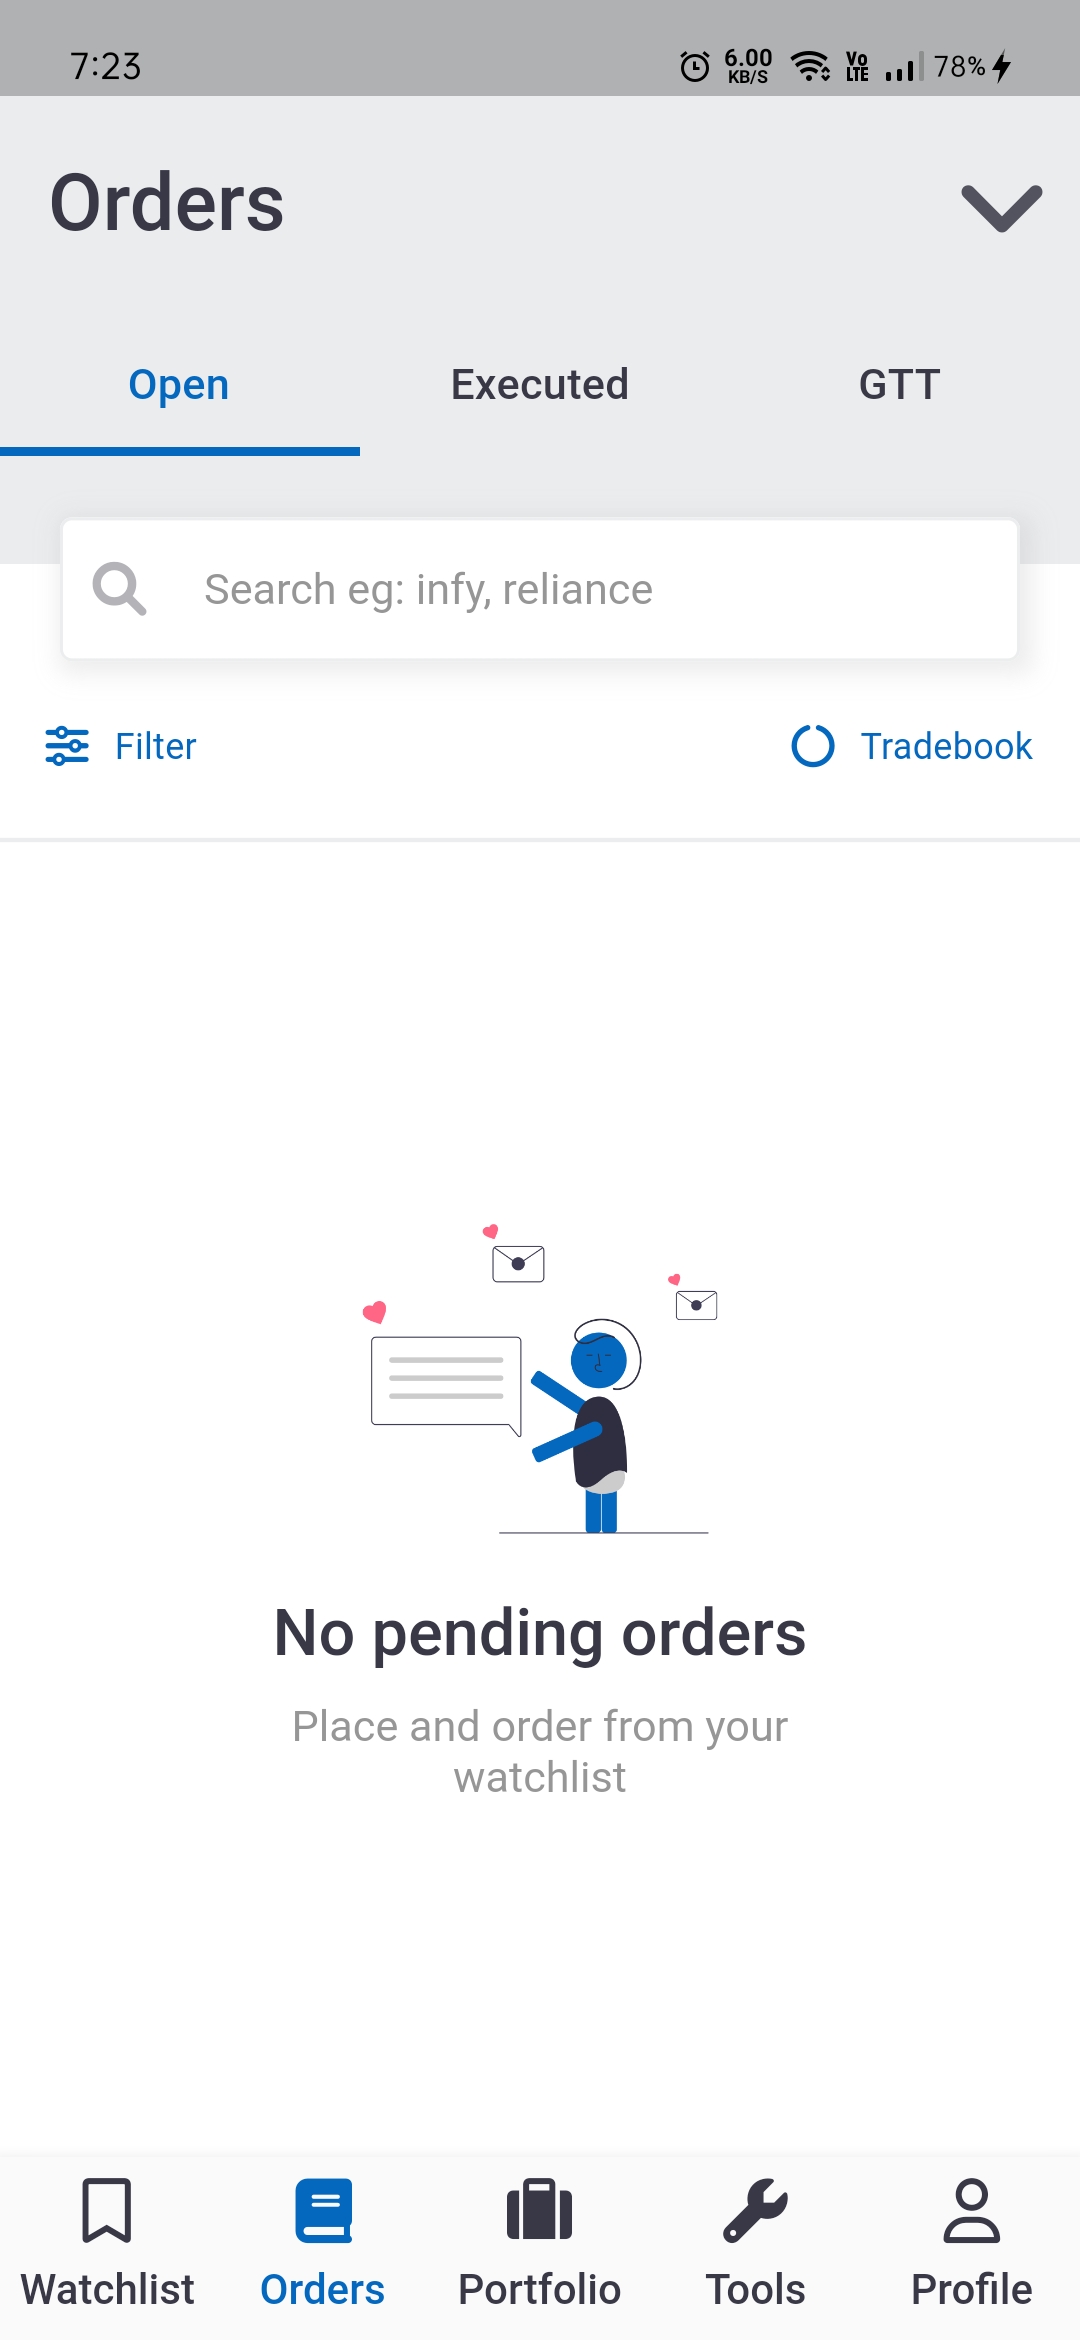 7:23
6.00
KB/S
Vo
LTE
78%
Orders
Open
Executed
GTT
Search eg: infy, reliance
Filter
Tradebook
No pending orders
Place and order from your
watchlist
Watchlist
Orders
Portfolio
Tools
Profile